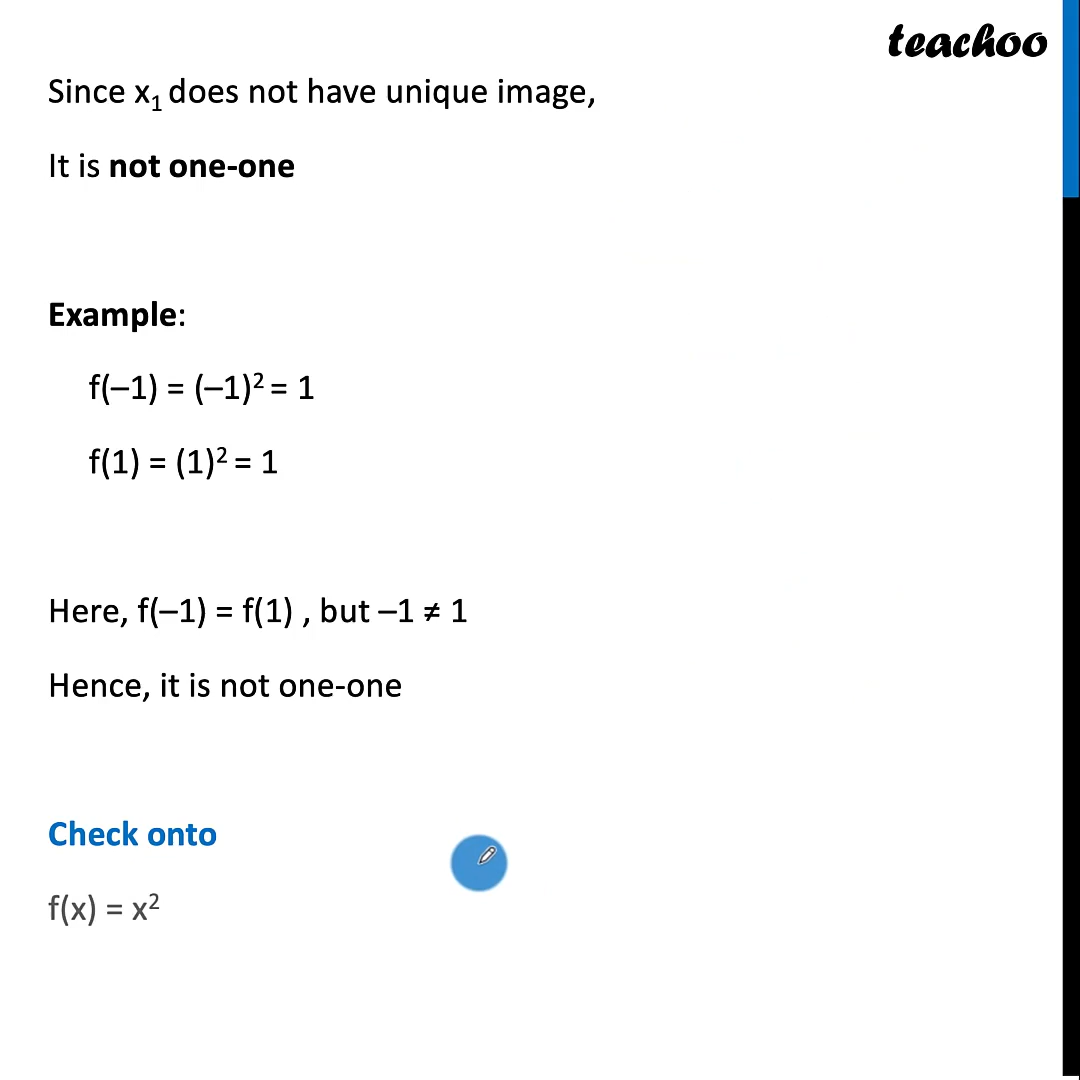 teachoo
Since x₁ does not have unique image,
It is not one-one
Example:
f(–1) = (–1)² = 1
f(1) = (1)² = 1
Here, f(–1) = f(1) , but –1 ≠ 1
Hence, it is not one-one
Check onto
f(x) = x²